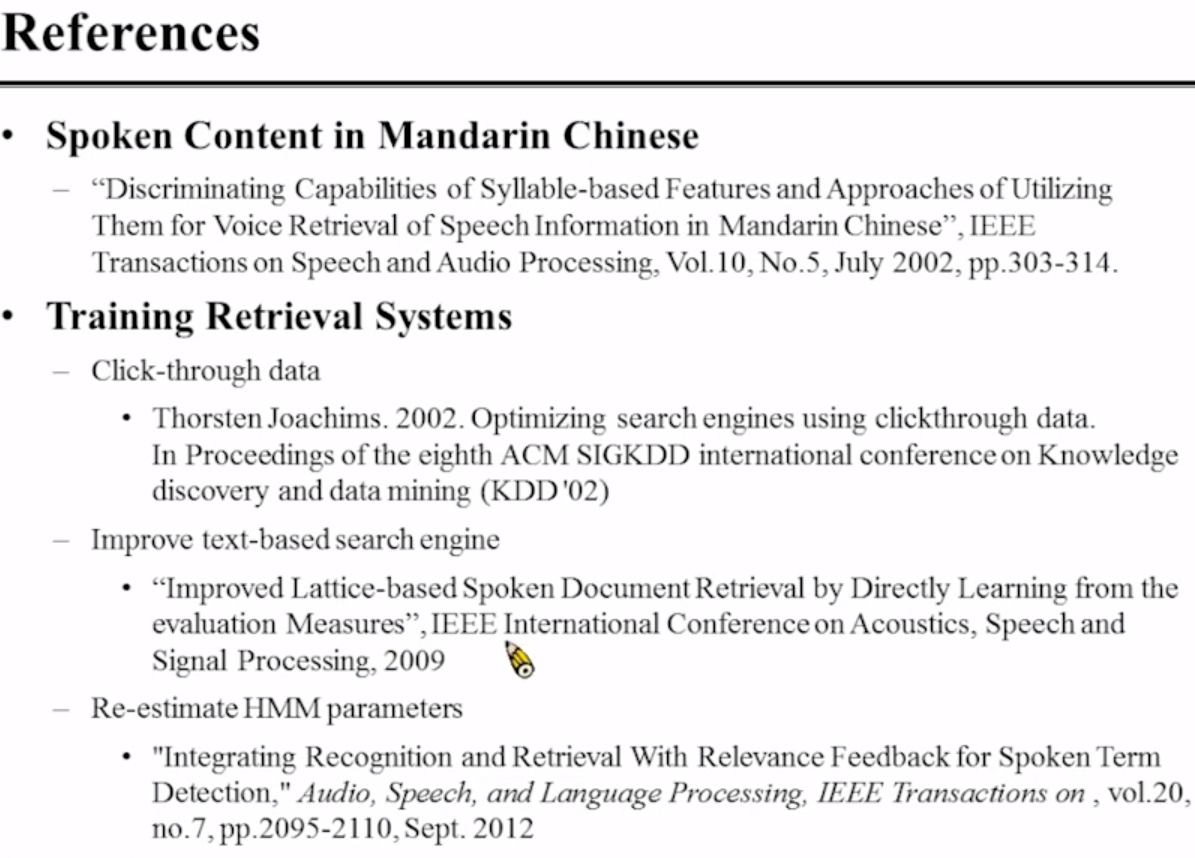 References
• Spoken Content in Mandarin Chinese
– “Discriminating Capabilities of Syllable-based Features and Approaches of Utilizing
Them for Voice Retrieval of Speech Information in Mandarin Chinese”, IEEE
Transactions on Speech and Audio Processing, Vol.10, No.5, July 2002, pp.303-314.
• Training Retrieval Systems
– Click-through data
• Thorsten Joachims. 2002. Optimizing search engines using clickthrough data.
In Proceedings of the eighth ACM SIGKDD international conference on Knowledge
discovery and data mining (KDD '02)
– Improve text-based search engine
• “Improved Lattice-based Spoken Document Retrieval by Directly Learning from the
evaluation Measures”, IEEE International Conference on Acoustics, Speech and
Signal Processing, 2009
– Re-estimate HMM parameters
• "Integrating Recognition and Retrieval With Relevance Feedback for Spoken Term
Detection," Audio, Speech, and Language Processing, IEEE Transactions on , vol.20,
no.7, pp.2095-2110, Sept. 2012